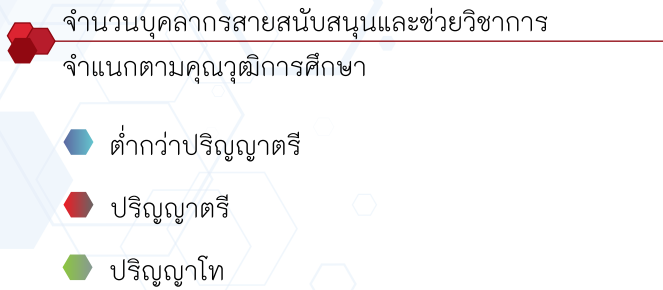 จำนวนบุคลากรสายสนับสนุนและช่วยวิชาการ
จำแนกตามคุณวุฒิการศึกษา
ต่ำกว่าปริญญาตรี
ปริญญาตรี
ปริญญาโท